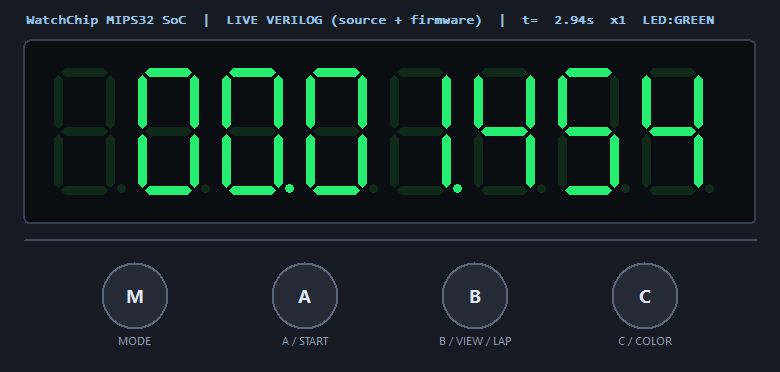 WatchChip MIPS32 SoC | LIVE VERILOG (source + firmware) | t= 2.94s x1 LED:GREEN
00.01.454
M A B C
MODE A / START B / VIEW / LAP C / COLOR